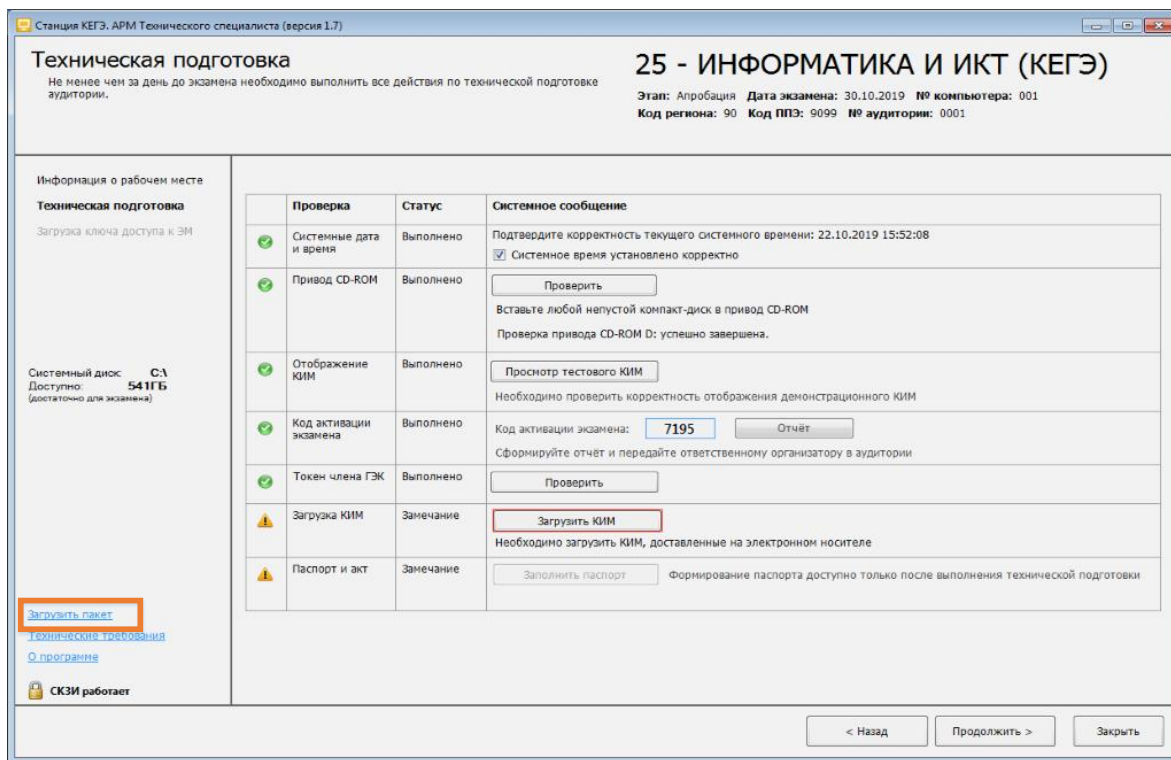 Станция КЕГЭ. АРМ Технического специалиста (версия 1.7)
Техническая подготовка
Не менее чем за день до экзамена необходимо выполнить все действия по технической подготовке
аудитории.
25 - ИНФОРМАТИКА И ИКТ (КЕГЭ)
Этап: Апробация Дата экзамена: 30.10.2019 № компьютера: 001
Код региона: 90 Код ППЭ: 9099 № аудитории: 0001
Информация о рабочем месте
Техническая подготовка
Загрузка ключа доступа к ЭМ
Системный диск: C:\
Доступно: 541ГБ
(достаточно для экзамена)
Загрузить пакет
Технические требования
О программе
СКЗИ работает
Проверка Статус Системное сообщение
Системные дата
и время
Выполнено
Подтвердите корректность текущего системного времени: 22.10.2019 15:52:08
Системное время установлено корректно
Привод CD-ROM
Выполнено
Проверить
Вставьте любой непустой компакт-диск в привод CD-ROM
Проверка привода CD-ROM D: успешно завершена.
Отображение
КИМ
Выполнено
Просмотр тестового КИМ
Необходимо проверить корректность отображения демонстрационного КИМ
Код активации
экзамена
Выполнено
Код активации экзамена: 7195 Отчёт
Сформируйте отчёт и передайте ответственному организатору в аудитории
Токен члена ГЭК
Выполнено
Проверить
Загрузка КИМ
Замечание
Загрузить КИМ
Необходимо загрузить КИМ, доставленные на электронном носителе
Паспорт и акт
Замечание
Заполнить паспорт Формирование паспорта доступно только после выполнения технической подготовки
< Назад Продолжить > Закрыть